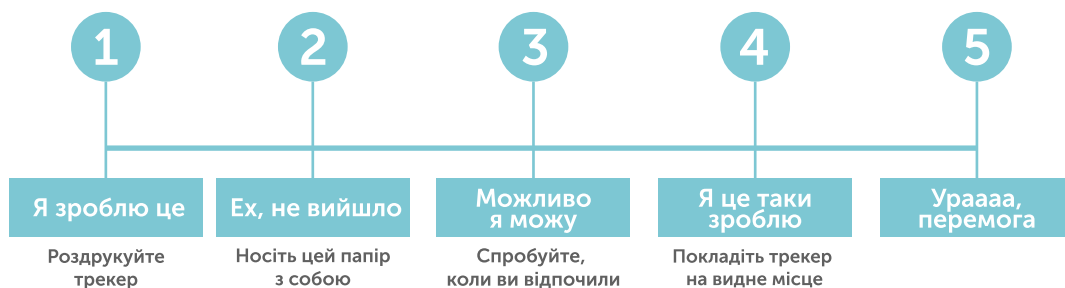 1
2
3
4
5
Я зроблю це
Ех, не вийшло
Можливо
я можу
Я це таки
зроблю
Ураааа,
перемога
Роздрукуйте
трекер
Носіть цей папір
з собою
Спробуйте,
коли ви відпочили
Покладіть трекер
на видне місце